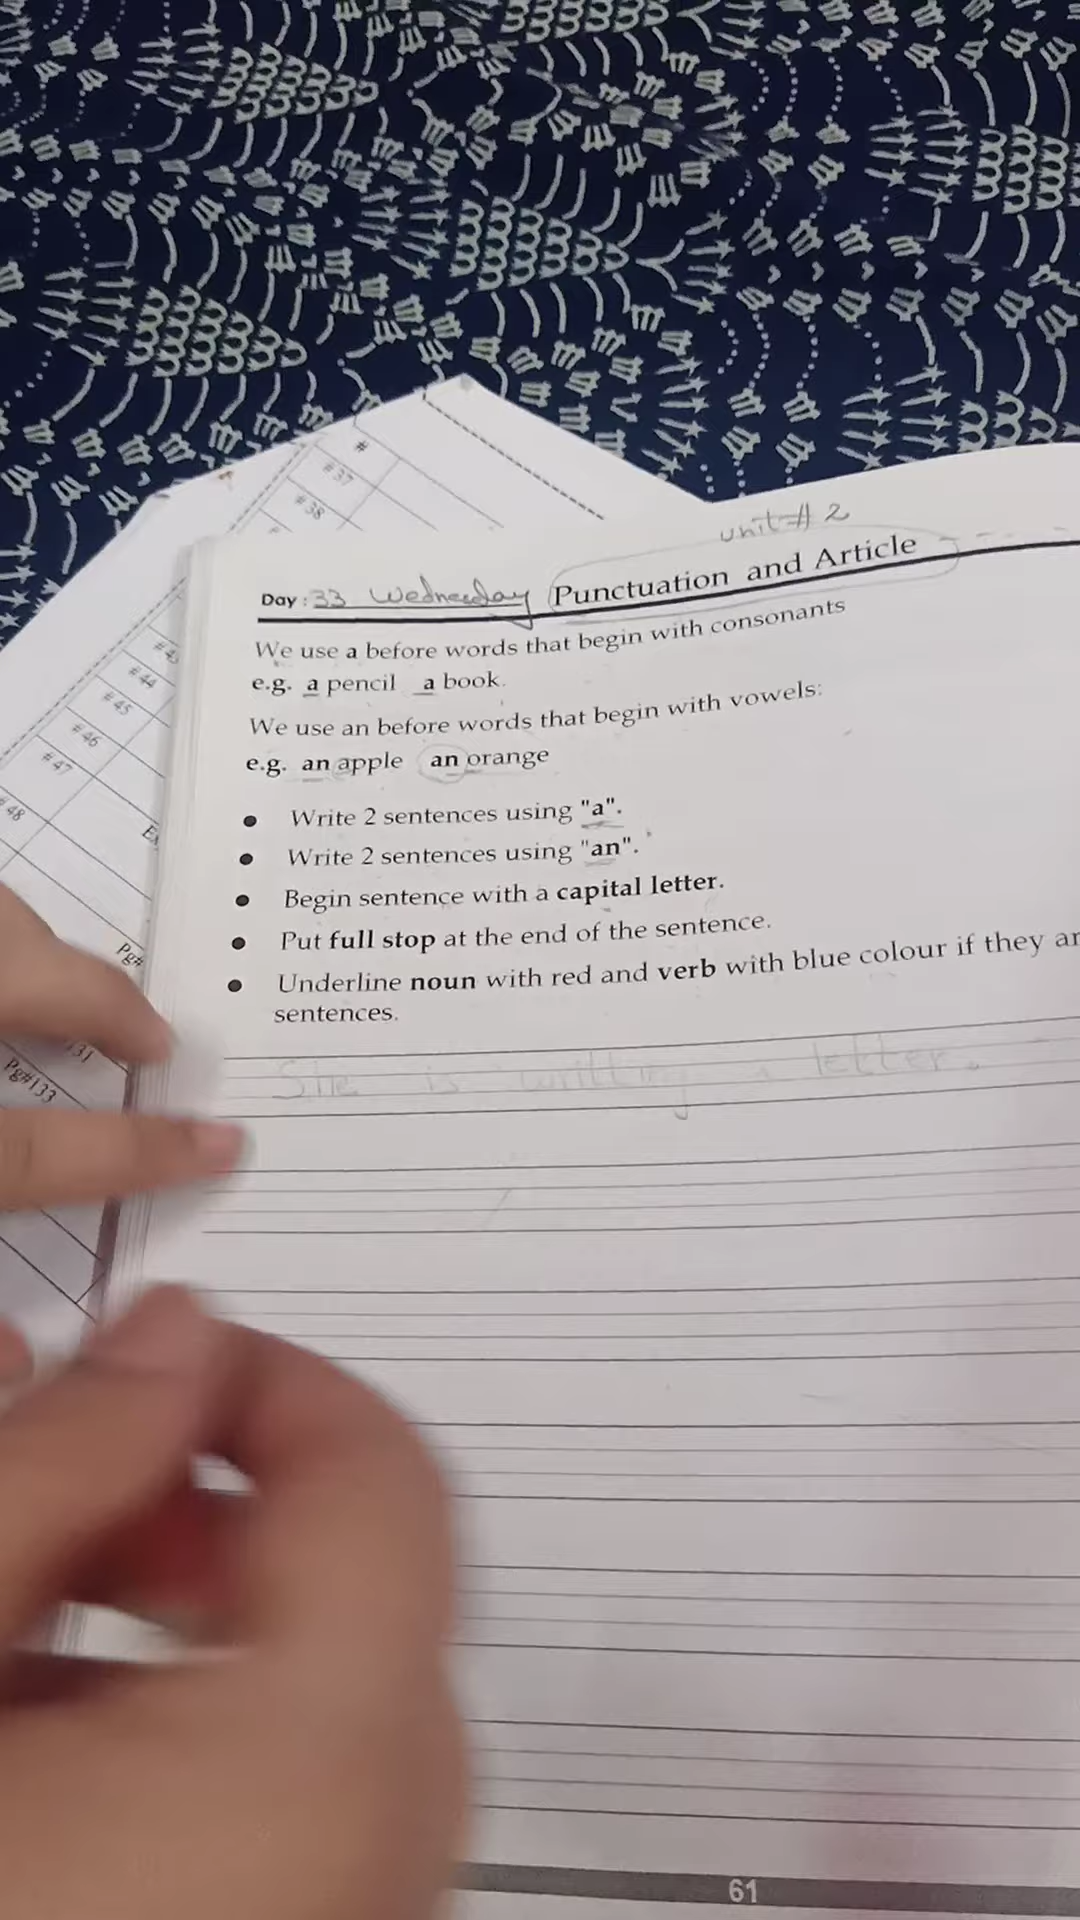 #
#37
#38
unit # 2
Day : 33 Wednesday Punctuation and Article
We use a before words that begin with consonants
e.g. a pencil a book.
We use an before words that begin with vowels:
e.g. an apple an orange
• Write 2 sentences using "a".
• Write 2 sentences using "an".
• Begin sentence with a capital letter.
• Put full stop at the end of the sentence.
• Underline noun with red and verb with blue colour if they
sentences.
She is writting a letter.
#44
#45
#46
#47
48
Pg#
131
Pg#133
61